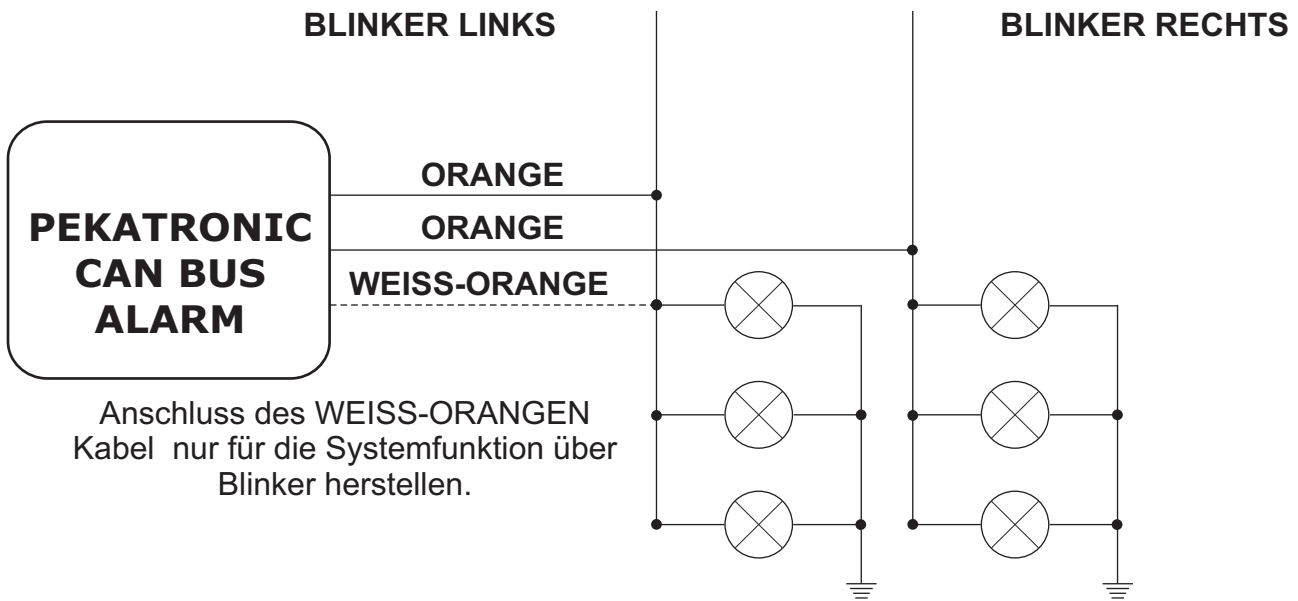 BLINKER LINKS
BLINKER RECHTS
ORANGE
ORANGE
WEISS-ORANGE
PEKATRONIC
CAN BUS
ALARM
Anschluss des WEISS-ORANGEN
Kabel nur für die Systemfunktion über
Blinker herstellen.